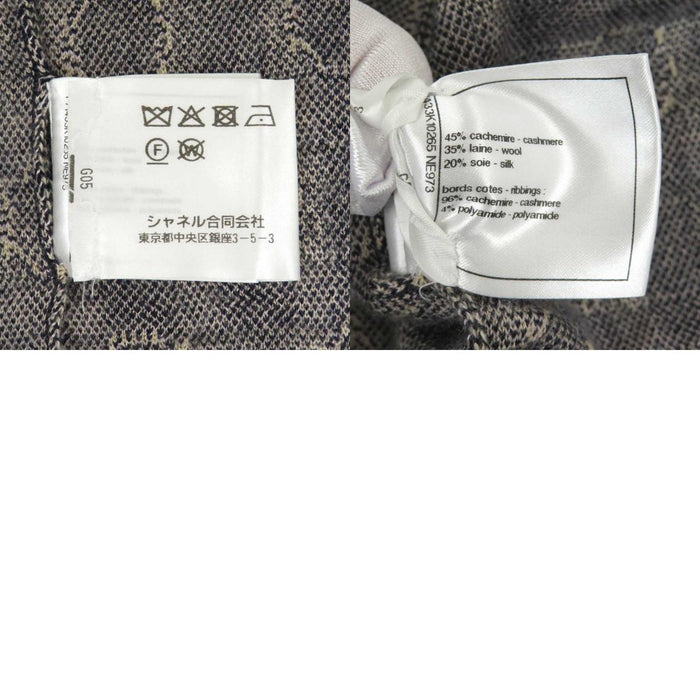 G05
F
W
シャネル合同会社
東京都中央区銀座3-5-3
K10265 NE973
45% cachemire - cashmere
35% laine - wool
20% soie - silk
bords cotes - ribbings :
96% cachemire - cashmere
4% polyamide - polyamide